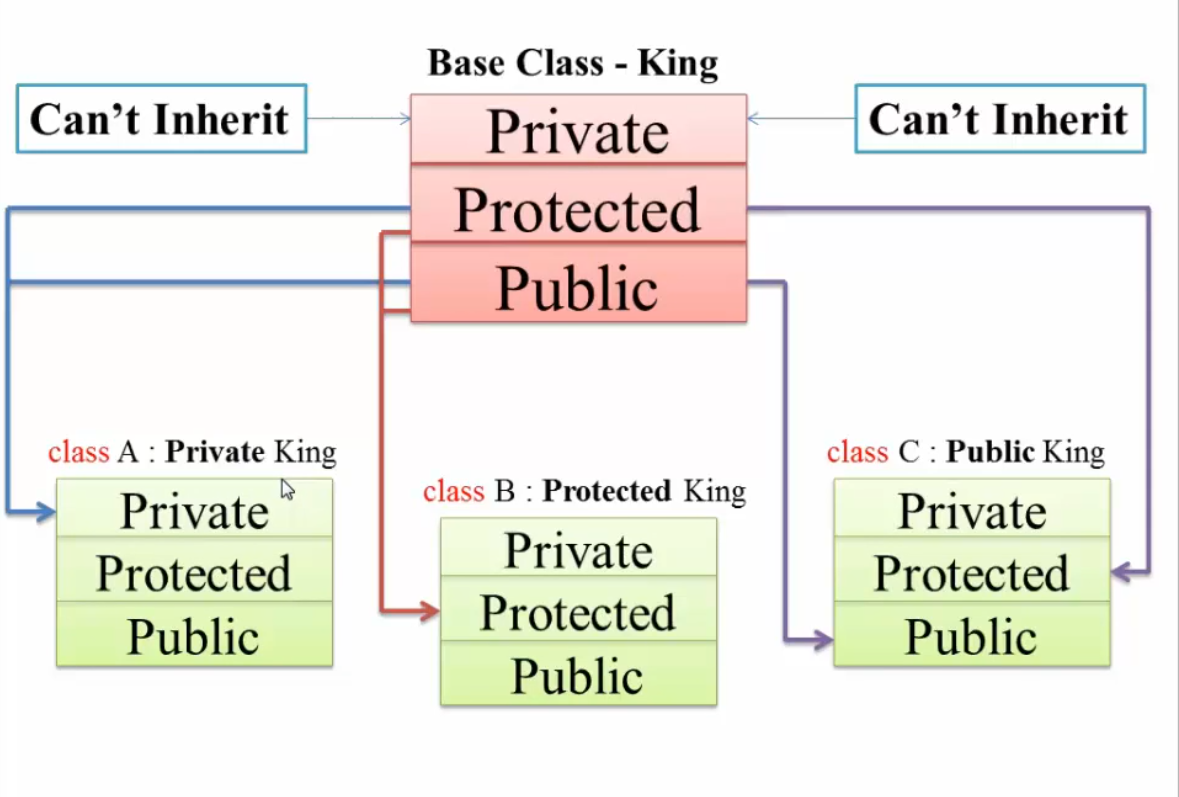 Base Class - King
Can't Inherit
Private
Can't Inherit
Protected
Public
class A : Private King
Private
Protected
Public
class B : Protected King
Private
Protected
Public
class C : Public King
Private
Protected
Public